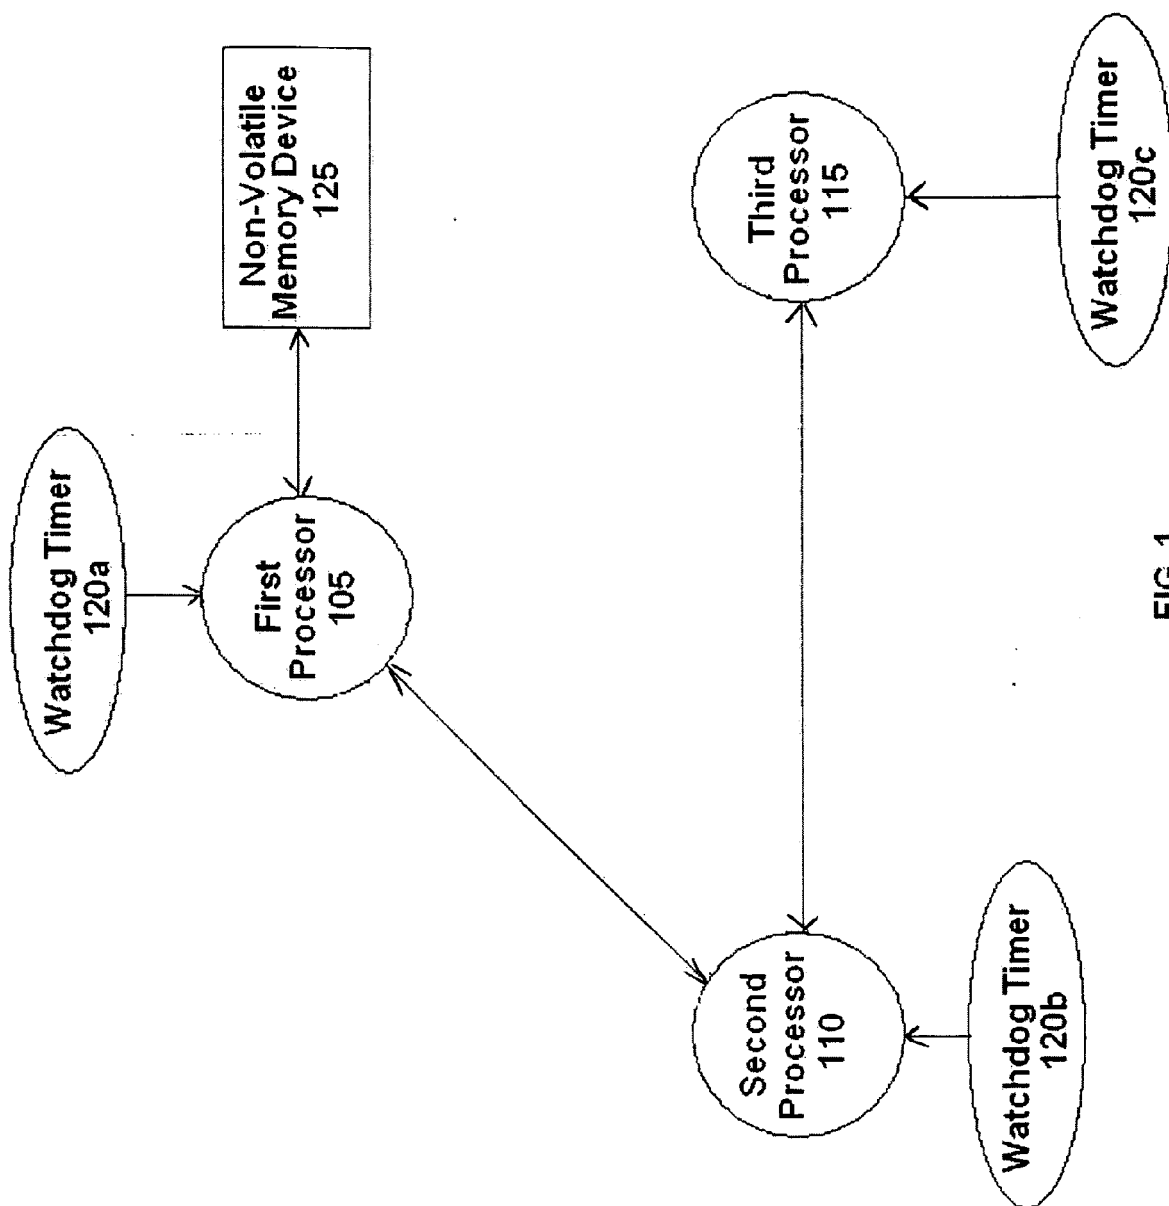 Watchdog Timer
120a
First
Processor
105
Non-Volatile
Memory Device
125
Second
Processor
110
Third
Processor
115
Watchdog Timer
120b
Watchdog Timer
120c
FIG 1